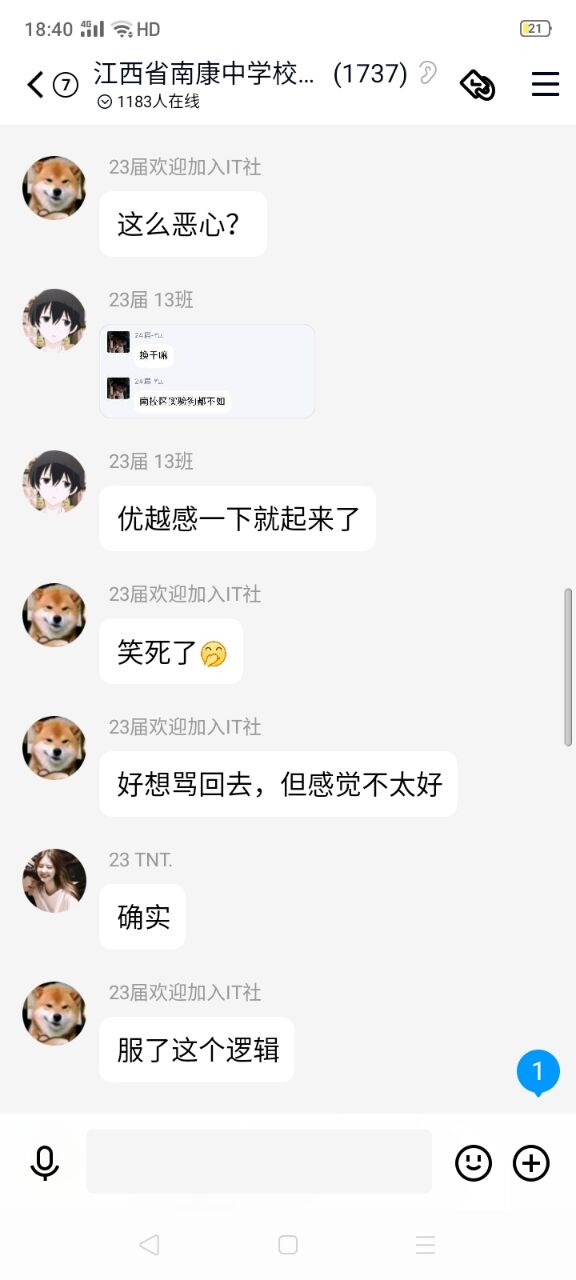 18:40 4G HD 21
7 江西省南康中学校... (1737)
1183人在线
23届欢迎加入IT社
这么恶心?
23届 13班
24届-Yu.
换干嘛
24届 Yu.
南校区实验狗都不如
23届 13班
优越感一下就起来了
23届欢迎加入IT社
笑死了🤭
23届欢迎加入IT社
好想骂回去，但感觉不太好
23 TNT.
确实
23届欢迎加入IT社
服了这个逻辑
1